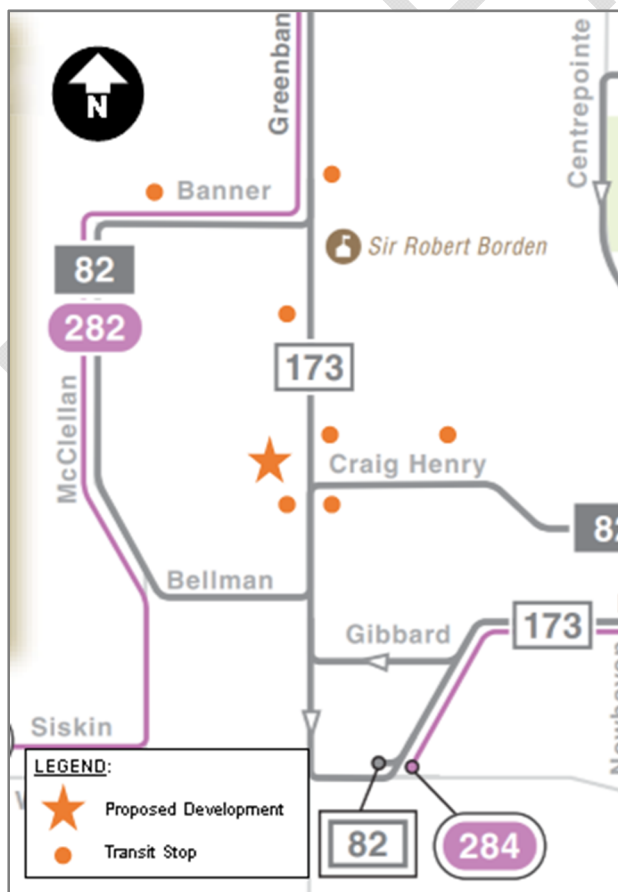 Greenban
N
Centrepointe
Banner
Sir Robert Borden
82
282
173
McClellan
Craig Henry
82
Bellman
173
Gibbard
Newhaven
Siskin
LEGEND:
Proposed Development
Transit Stop
82
284